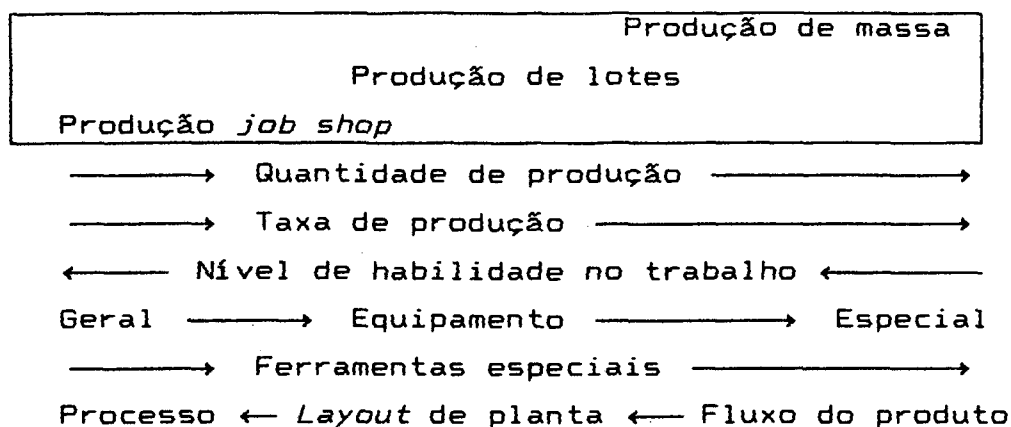 Produção de massa
Produção de lotes
Produção job shop
Quantidade de produção
Taxa de produção
Nível de habilidade no trabalho
Geral Equipamento Especial
Ferramentas especiais
Processo ← Layout de planta ← Fluxo do produto